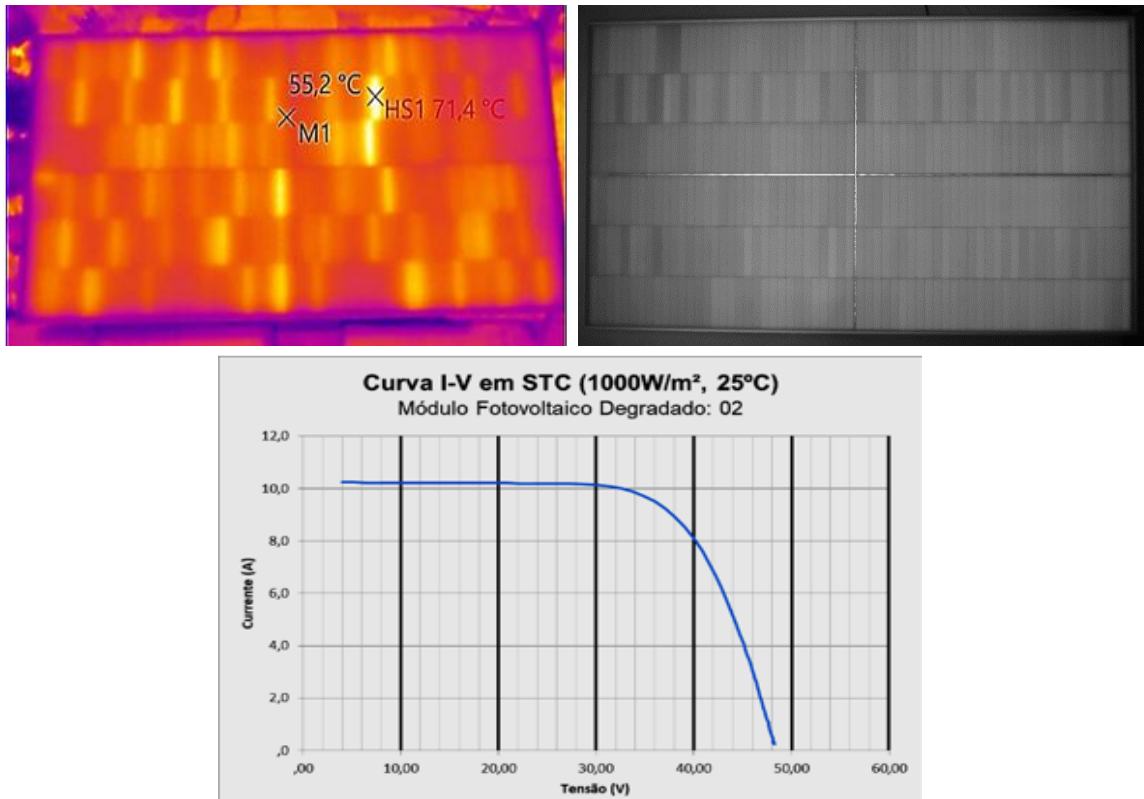 55,2 °C
HS1 71,4 °C
M1
Curva I-V em STC (1000W/m², 25ºC)
Módulo Fotovoltaico Degradado: 02
12,0
10,0
8,0
6,0
4,0
2,0
,0
Currente (A)
,00 10,00 20,00 30,00 40,00 50,00 60,00
Tensão (V)